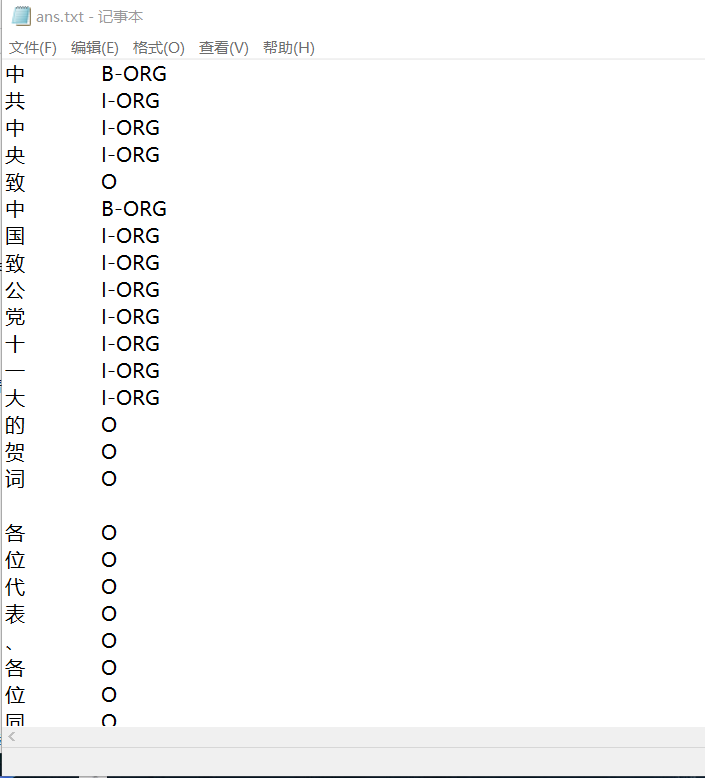 ans.txt - 记事本
文件(F) 编辑(E) 格式(O) 查看(V) 帮助(H)
中 B-ORG
共 I-ORG
中 I-ORG
央 I-ORG
致 O
中 B-ORG
国 I-ORG
致 I-ORG
公 I-ORG
党 I-ORG
十 I-ORG
一 I-ORG
大 I-ORG
的 O
贺 O
词 O
各 O
位 O
代 O
表 O
、 O
各 O
位 O
同 O